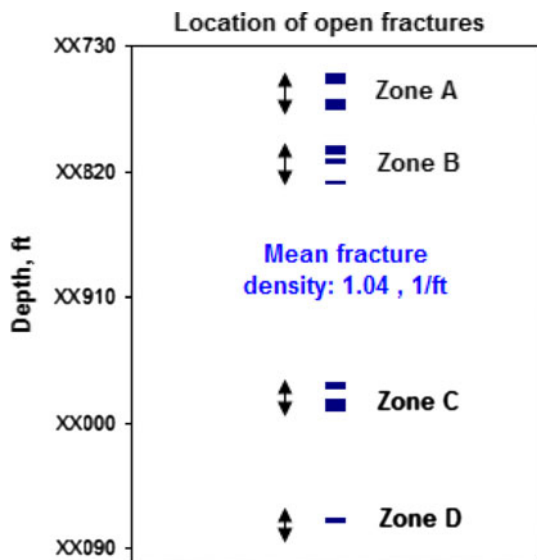 Location of open fractures
XX730
Zone A
Zone B
XX820
Mean fracture
density: 1.04 , 1/ft
XX910
Depth, ft
Zone C
XX000
Zone D
XX090